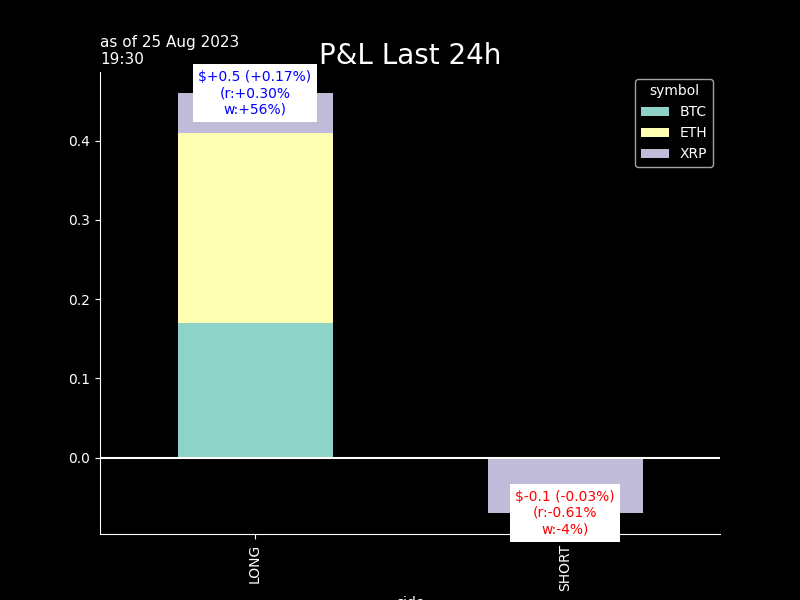 as of 25 Aug 2023
19:30
P&L Last 24h
$+0.5 (+0.17%)
(r:+0.30%
w:+56%)
symbol
BTC
ETH
XRP
0.4
0.3
0.2
0.1
0.0
$-0.1 (-0.03%)
(r:-0.61%
w:-4%)
LONG
SHORT
side